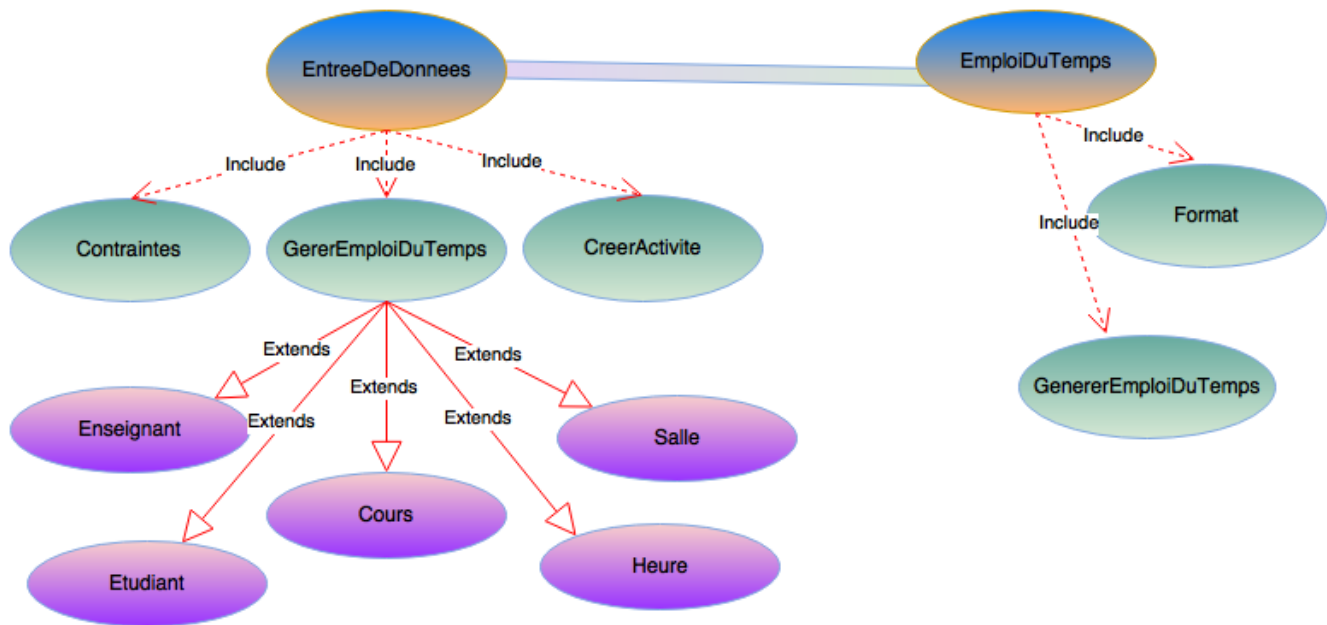 EntreeDeDonnees
EmploiDuTemps
Include
Include
Include
Include
Include
Contraintes
GererEmploiDuTemps
CreerActivite
Format
GenererEmploiDuTemps
Extends
Extends
Extends
Extends
Extends
Enseignant
Salle
Cours
Etudiant
Heure